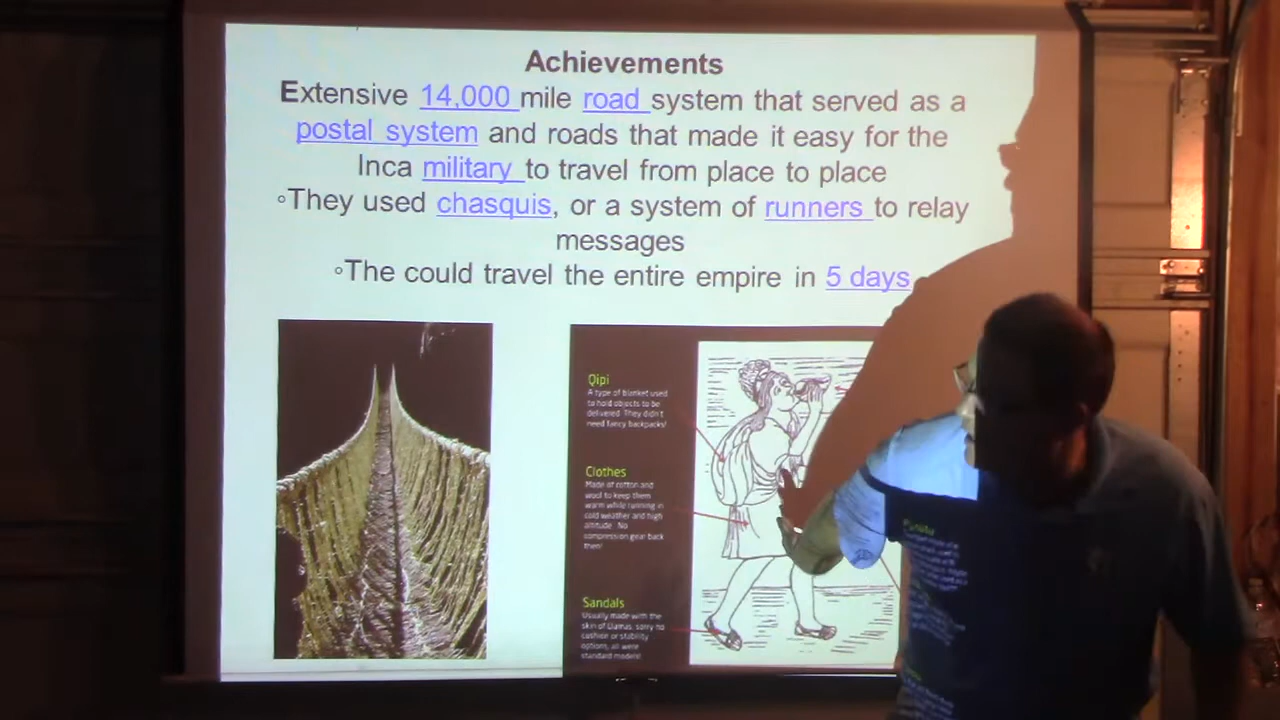 Achievements
Extensive 14,000 mile road system that served as a
postal system and roads that made it easy for the
Inca military to travel from place to place
◦They used chasquis, or a system of runners to relay
messages
◦The could travel the entire empire in 5 days
Qipi
A type of blanket used
to hold objects to be
delivered. They didn't
need fancy backpacks!
Clothes
Made of cotton and
wool to keep them
warm while running in
cold weather and high
altitude. No
compression gear back
then!
Sandals
Usually made with the
skin of llamas, sorry no
cushion or stability
options, all were
standard models!